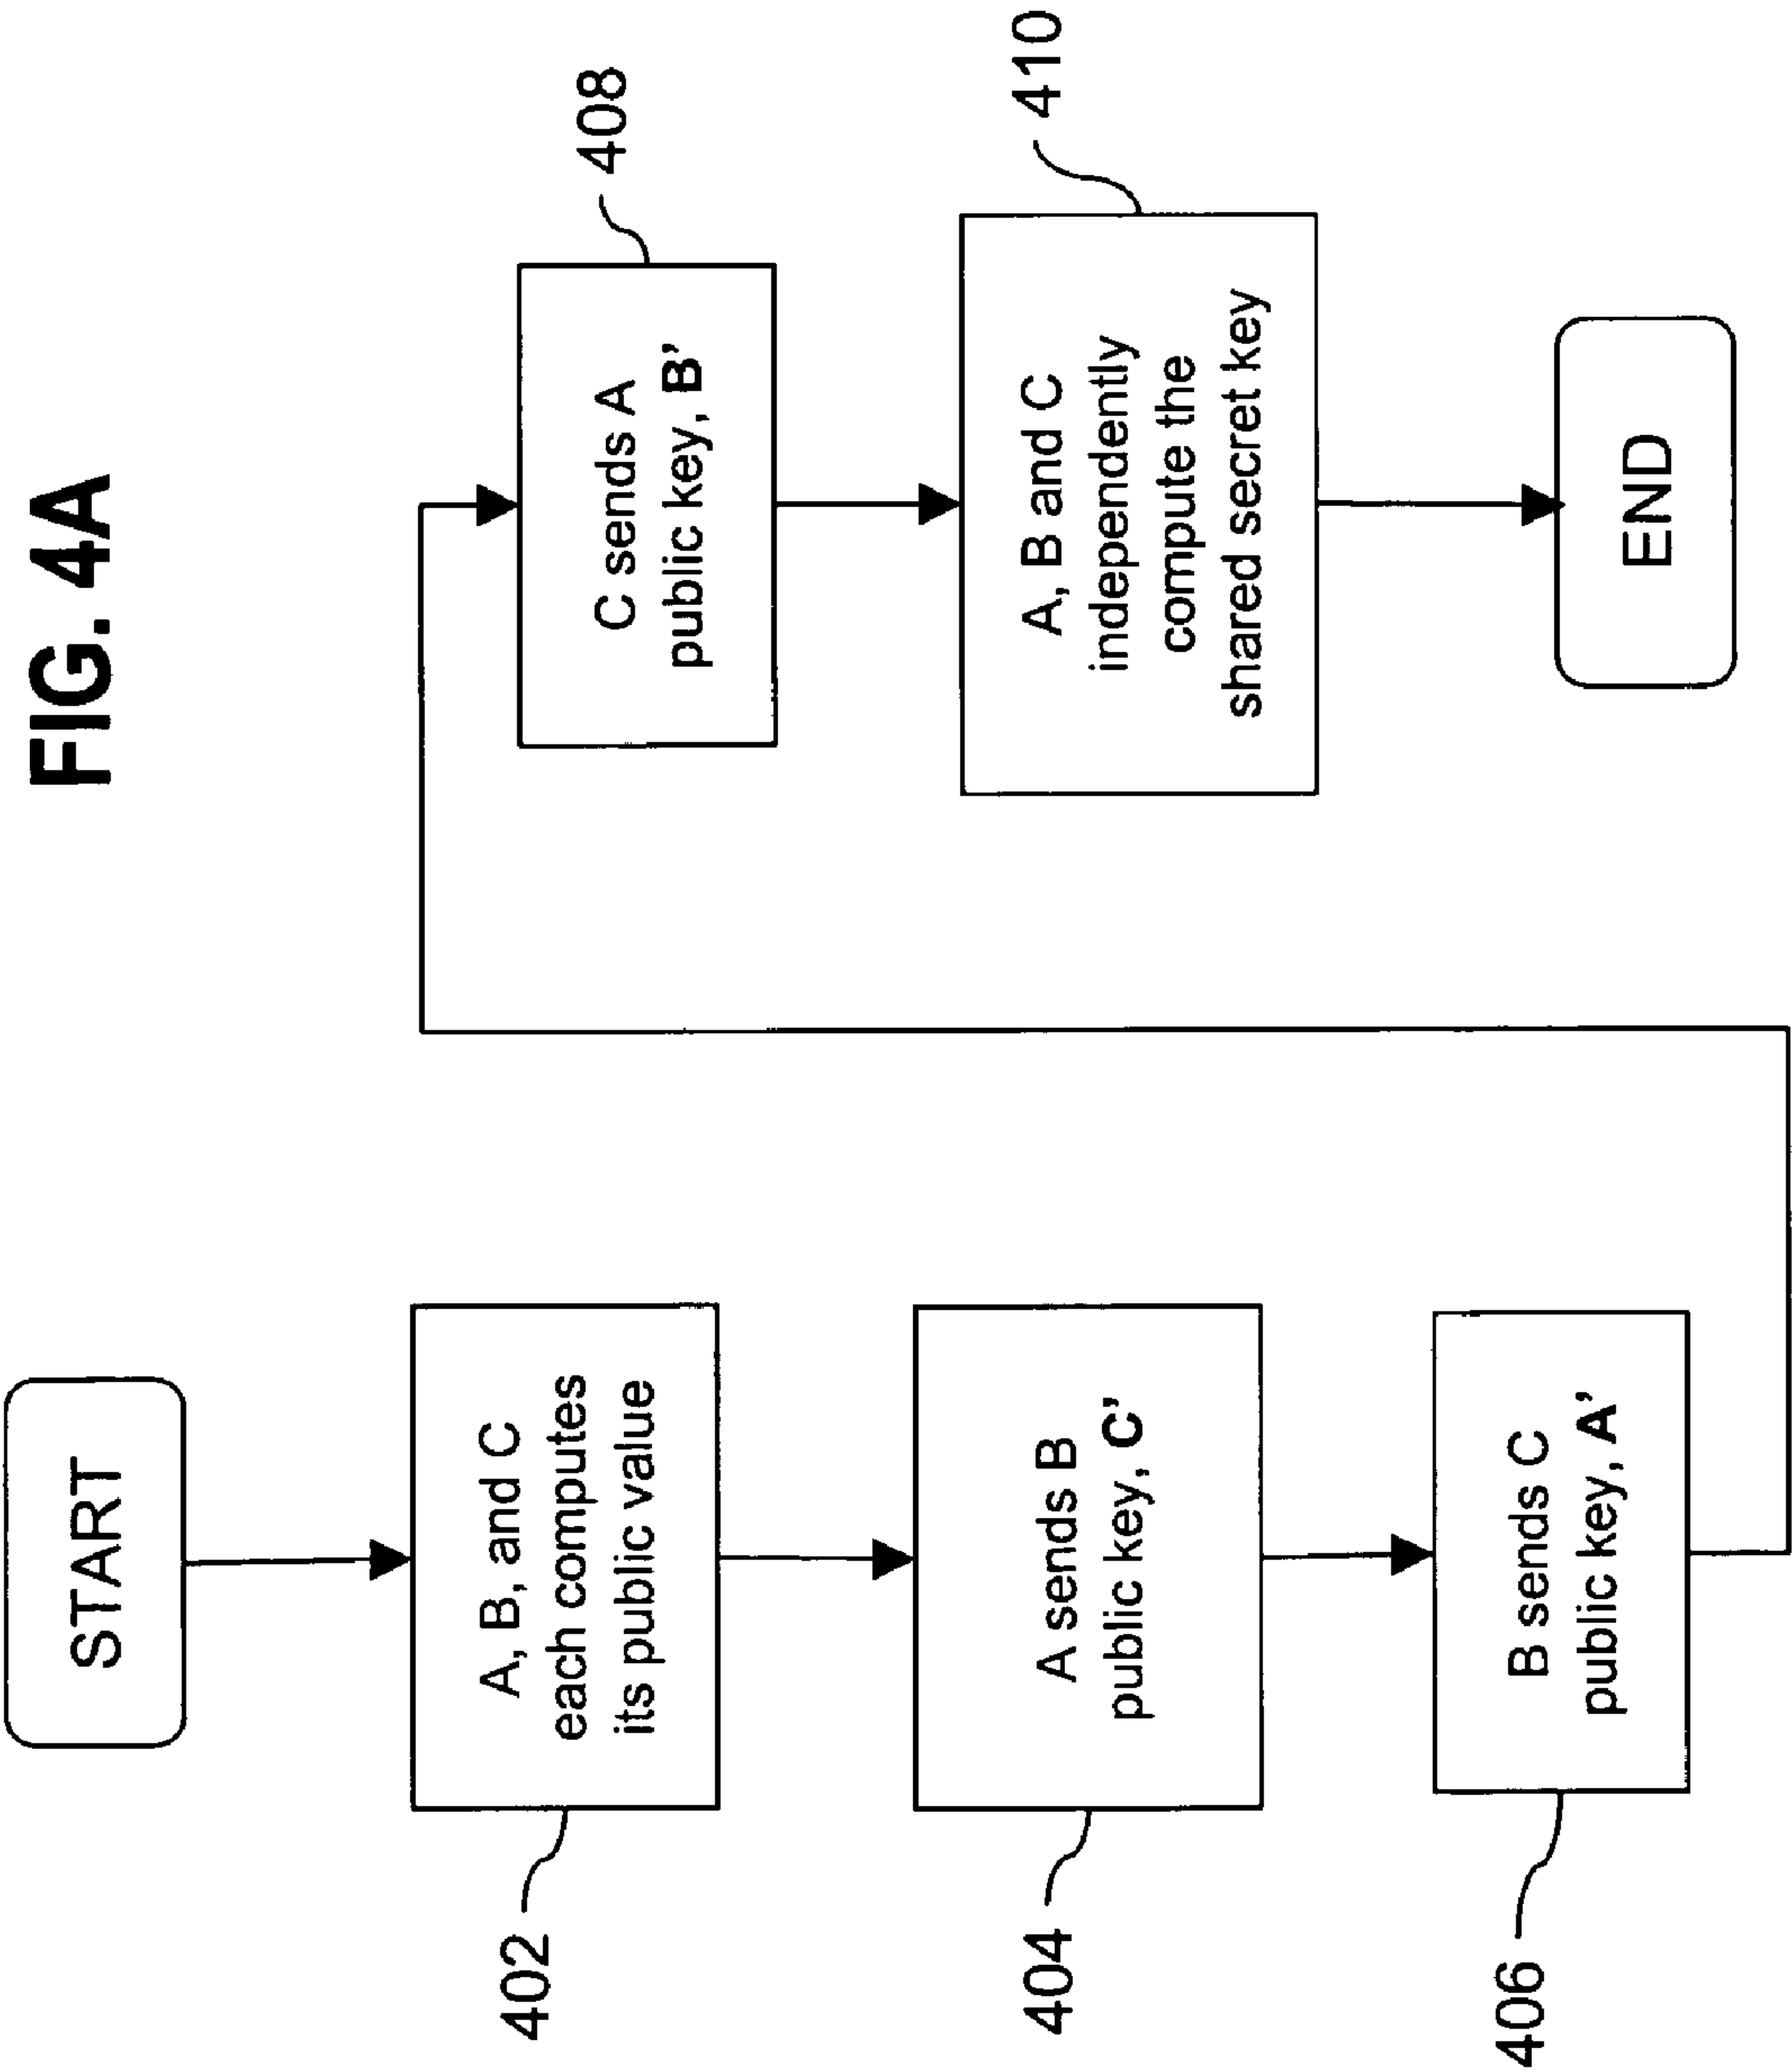 FIG. 4A
START
402
A, B, and C
each computes
its public value
404
A sends B
public key, C'
406
B sends C
public key, A'
408
C sends A
public key, B'
410
A, B and C
independently
compute the
shared secret key
END